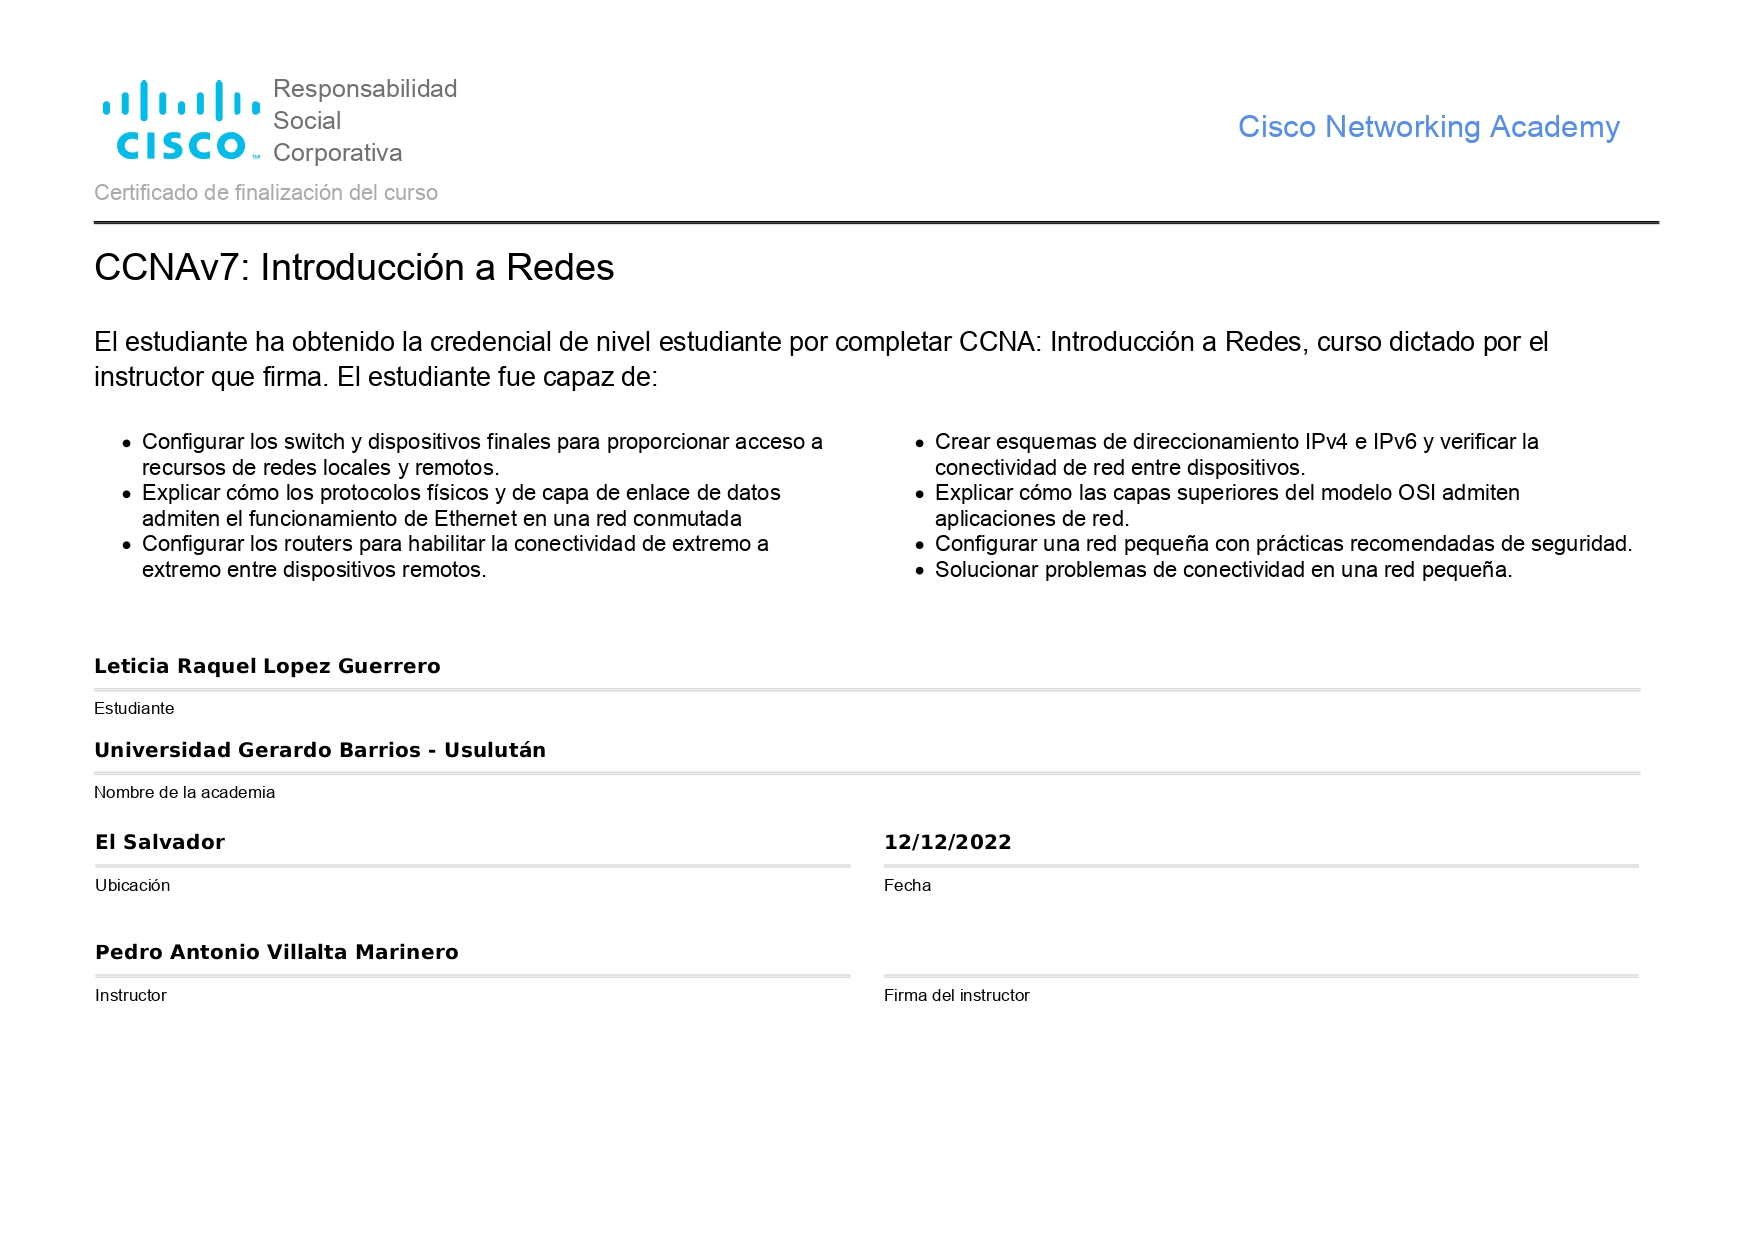 CISCO
Responsabilidad
Social
Corporativa
Cisco Networking Academy
Certificado de finalización del curso
CCNAv7: Introducción a Redes
El estudiante ha obtenido la credencial de nivel estudiante por completar CCNA: Introducción a Redes, curso dictado por el
instructor que firma. El estudiante fue capaz de:
• Configurar los switch y dispositivos finales para proporcionar acceso a
recursos de redes locales y remotos.
• Explicar cómo los protocolos físicos y de capa de enlace de datos
admiten el funcionamiento de Ethernet en una red conmutada
• Configurar los routers para habilitar la conectividad de extremo a
extremo entre dispositivos remotos.
• Crear esquemas de direccionamiento IPv4 e IPv6 y verificar la
conectividad de red entre dispositivos.
• Explicar cómo las capas superiores del modelo OSI admiten
aplicaciones de red.
• Configurar una red pequeña con prácticas recomendadas de seguridad.
• Solucionar problemas de conectividad en una red pequeña.
Leticia Raquel Lopez Guerrero
Estudiante
Universidad Gerardo Barrios - Usulután
Nombre de la academia
El Salvador
Ubicación
12/12/2022
Fecha
Pedro Antonio Villalta Marinero
Instructor
Firma del instructor